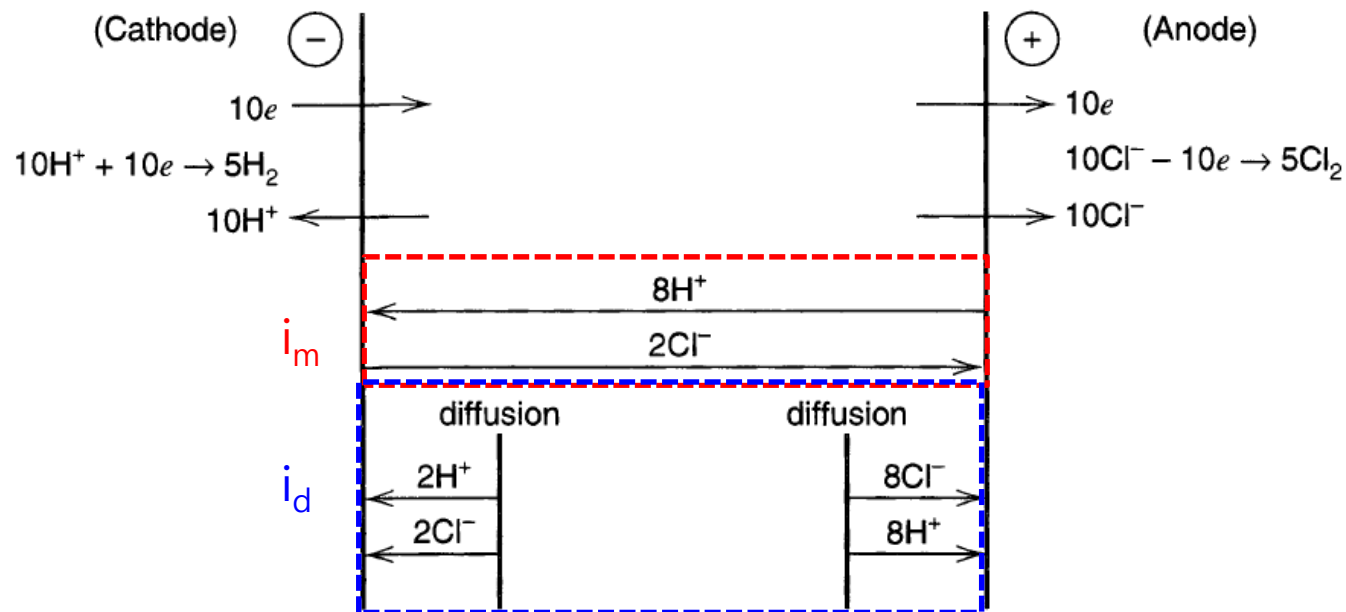 (Cathode) − + (Anode)
10e 10e
10H⁺ + 10e → 5H₂ 10Cl⁻ – 10e → 5Cl₂
10H⁺ 10Cl⁻
8H⁺
iₘ 2Cl⁻
diffusion diffusion
i_d 2H⁺ 8Cl⁻
2Cl⁻ 8H⁺